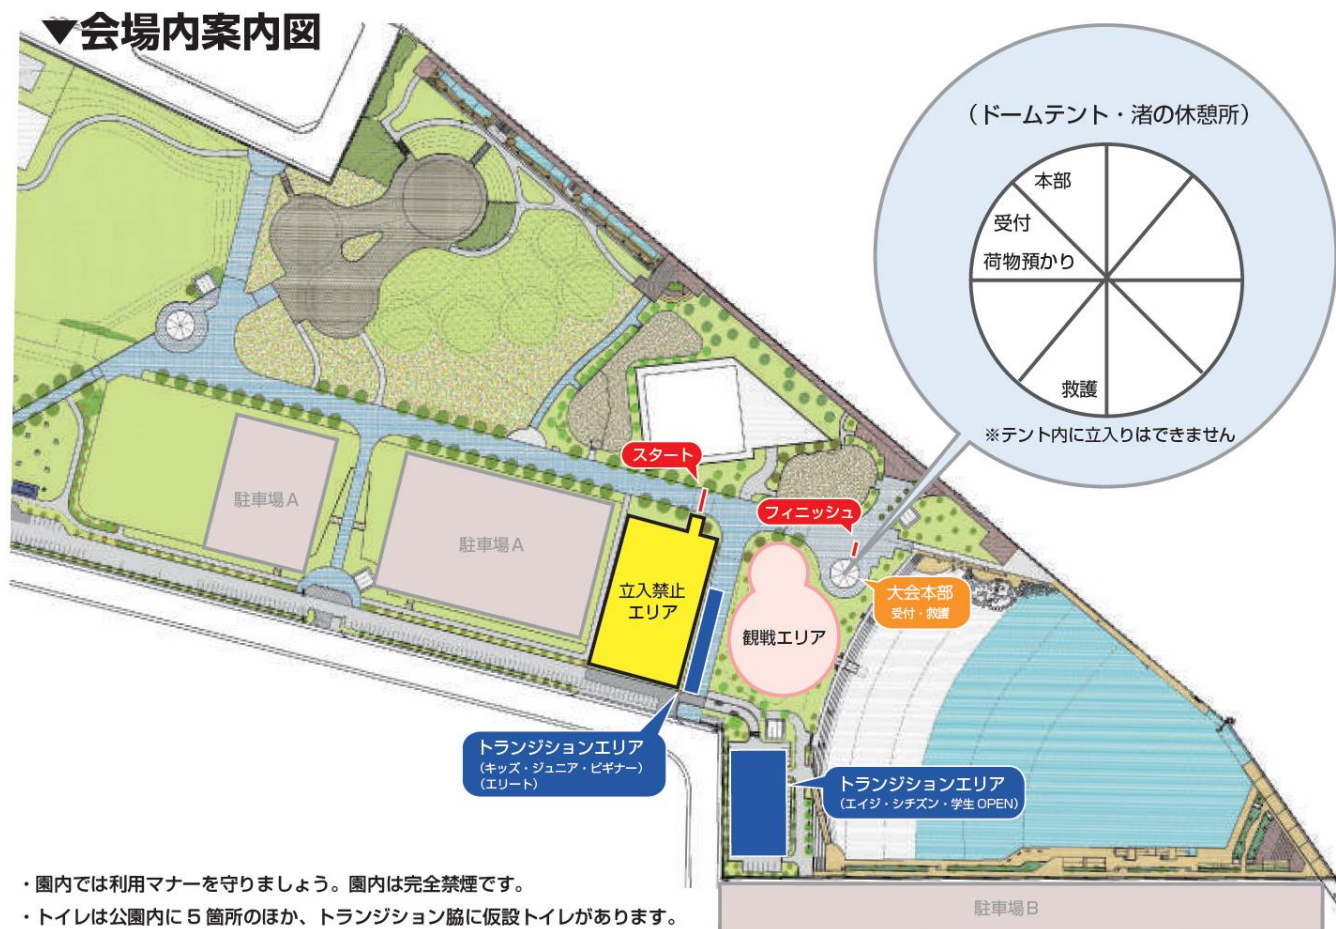 ▼会場内案内図
（ドームテント・渚の休憩所）
本部
受付
荷物預かり
救護
※テント内に立入りはできません
スタート
フィニッシュ
駐車場A
駐車場A
立入禁止
エリア
観戦エリア
大会本部
受付・救護
トランジションエリア
（キッズ・ジュニア・ビギナー）
（エリート）
トランジションエリア
（エイジ・シチズン・学生OPEN）
・園内では利用マナーを守りましょう。園内は完全禁煙です。
・トイレは公園内に5箇所のほか、トランジション脇に仮設トイレがあります。
駐車場B